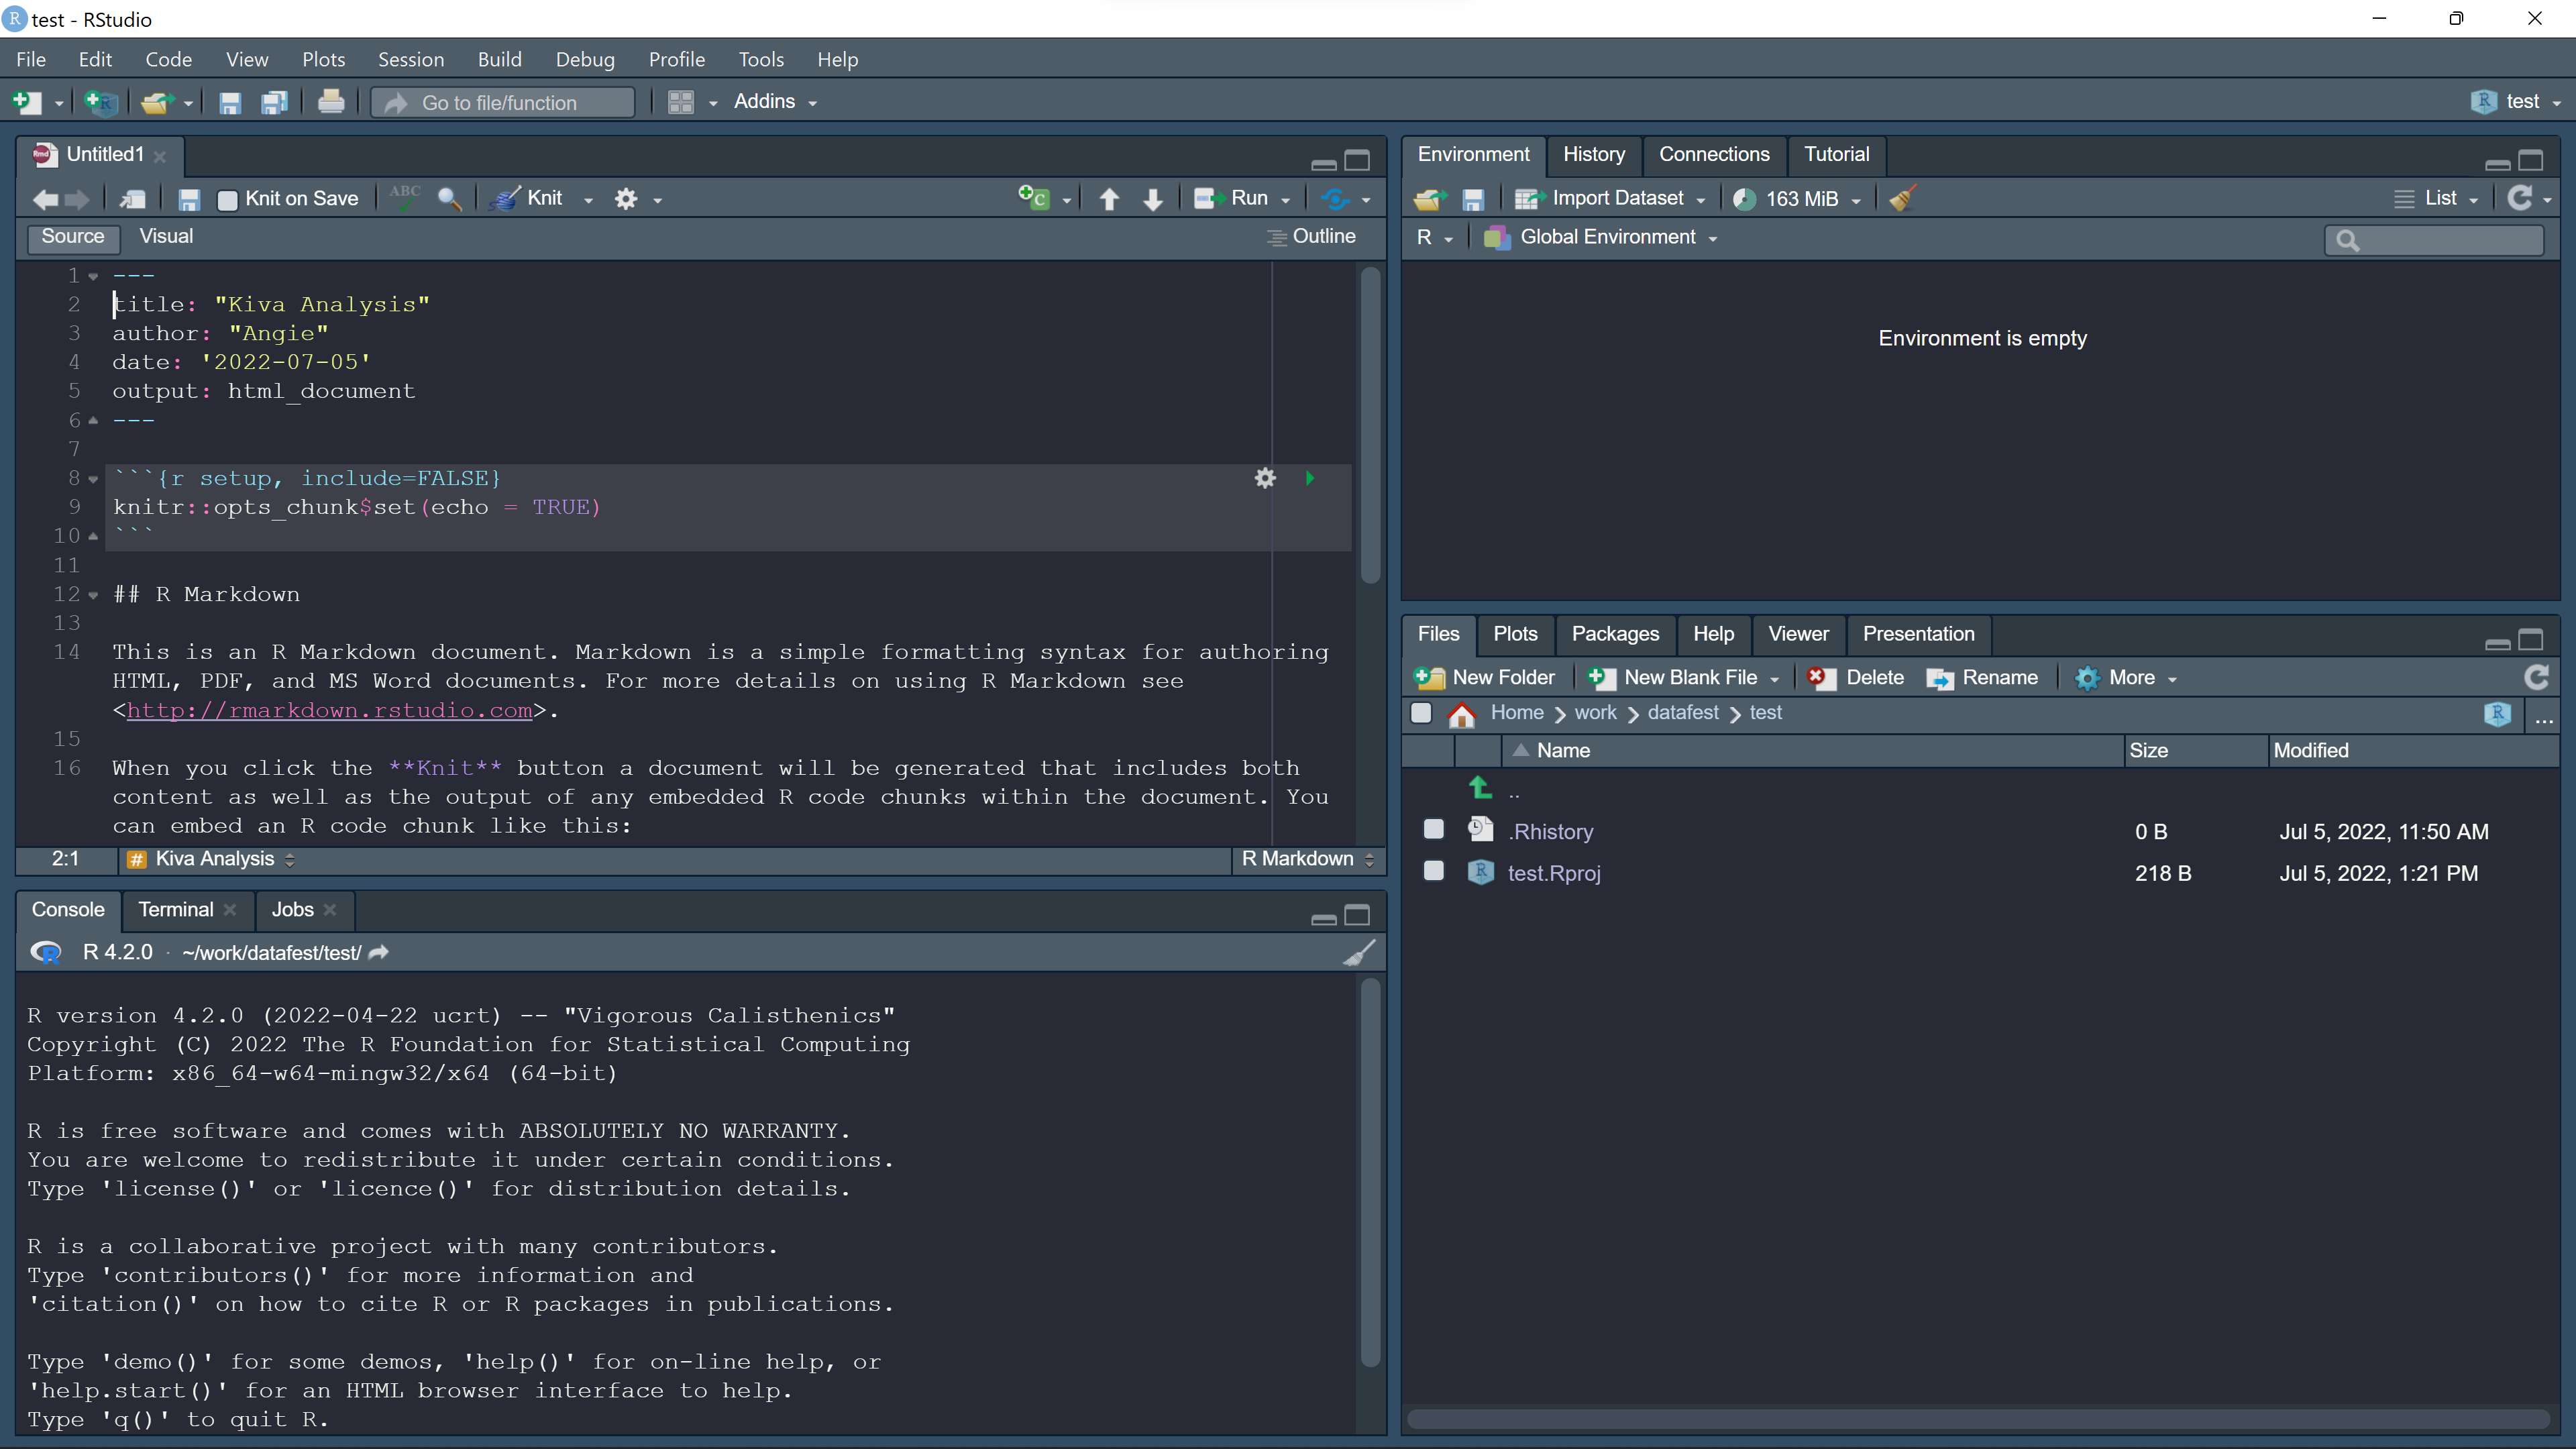 test - RStudio
File Edit Code View Plots Session Build Debug Profile Tools Help
Go to file/function Addins test
Untitled1
Knit on Save ABC Knit Run
Source Visual Outline
1 ---
2 title: "Kiva Analysis"
3 author: "Angie"
4 date: '2022-07-05'
5 output: html_document
6 ---
7
8 ```{r setup, include=FALSE}
9 knitr::opts_chunk$set(echo = TRUE)
10 ```
11
12 ## R Markdown
13
14 This is an R Markdown document. Markdown is a simple formatting syntax for authoring
HTML, PDF, and MS Word documents. For more details on using R Markdown see
<http://rmarkdown.rstudio.com>.
15
16 When you click the **Knit** button a document will be generated that includes both
content as well as the output of any embedded R code chunks within the document. You
can embed an R code chunk like this:
2:1 # Kiva Analysis R Markdown
Console Terminal Jobs
R 4.2.0 · ~/work/datafest/test/
R version 4.2.0 (2022-04-22 ucrt) -- "Vigorous Calisthenics"
Copyright (C) 2022 The R Foundation for Statistical Computing
Platform: x86_64-w64-mingw32/x64 (64-bit)
R is free software and comes with ABSOLUTELY NO WARRANTY.
You are welcome to redistribute it under certain conditions.
Type 'license()' or 'licence()' for distribution details.
R is a collaborative project with many contributors.
Type 'contributors()' for more information and
'citation()' on how to cite R or R packages in publications.
Type 'demo()' for some demos, 'help()' for on-line help, or
'help.start()' for an HTML browser interface to help.
Type 'q()' to quit R.
Environment History Connections Tutorial
Import Dataset 163 MiB List
R Global Environment
Environment is empty
Files Plots Packages Help Viewer Presentation
New Folder New Blank File Delete Rename More
Home work datafest test ...
Name Size Modified
..
.Rhistory 0 B Jul 5, 2022, 11:50 AM
test.Rproj 218 B Jul 5, 2022, 1:21 PM